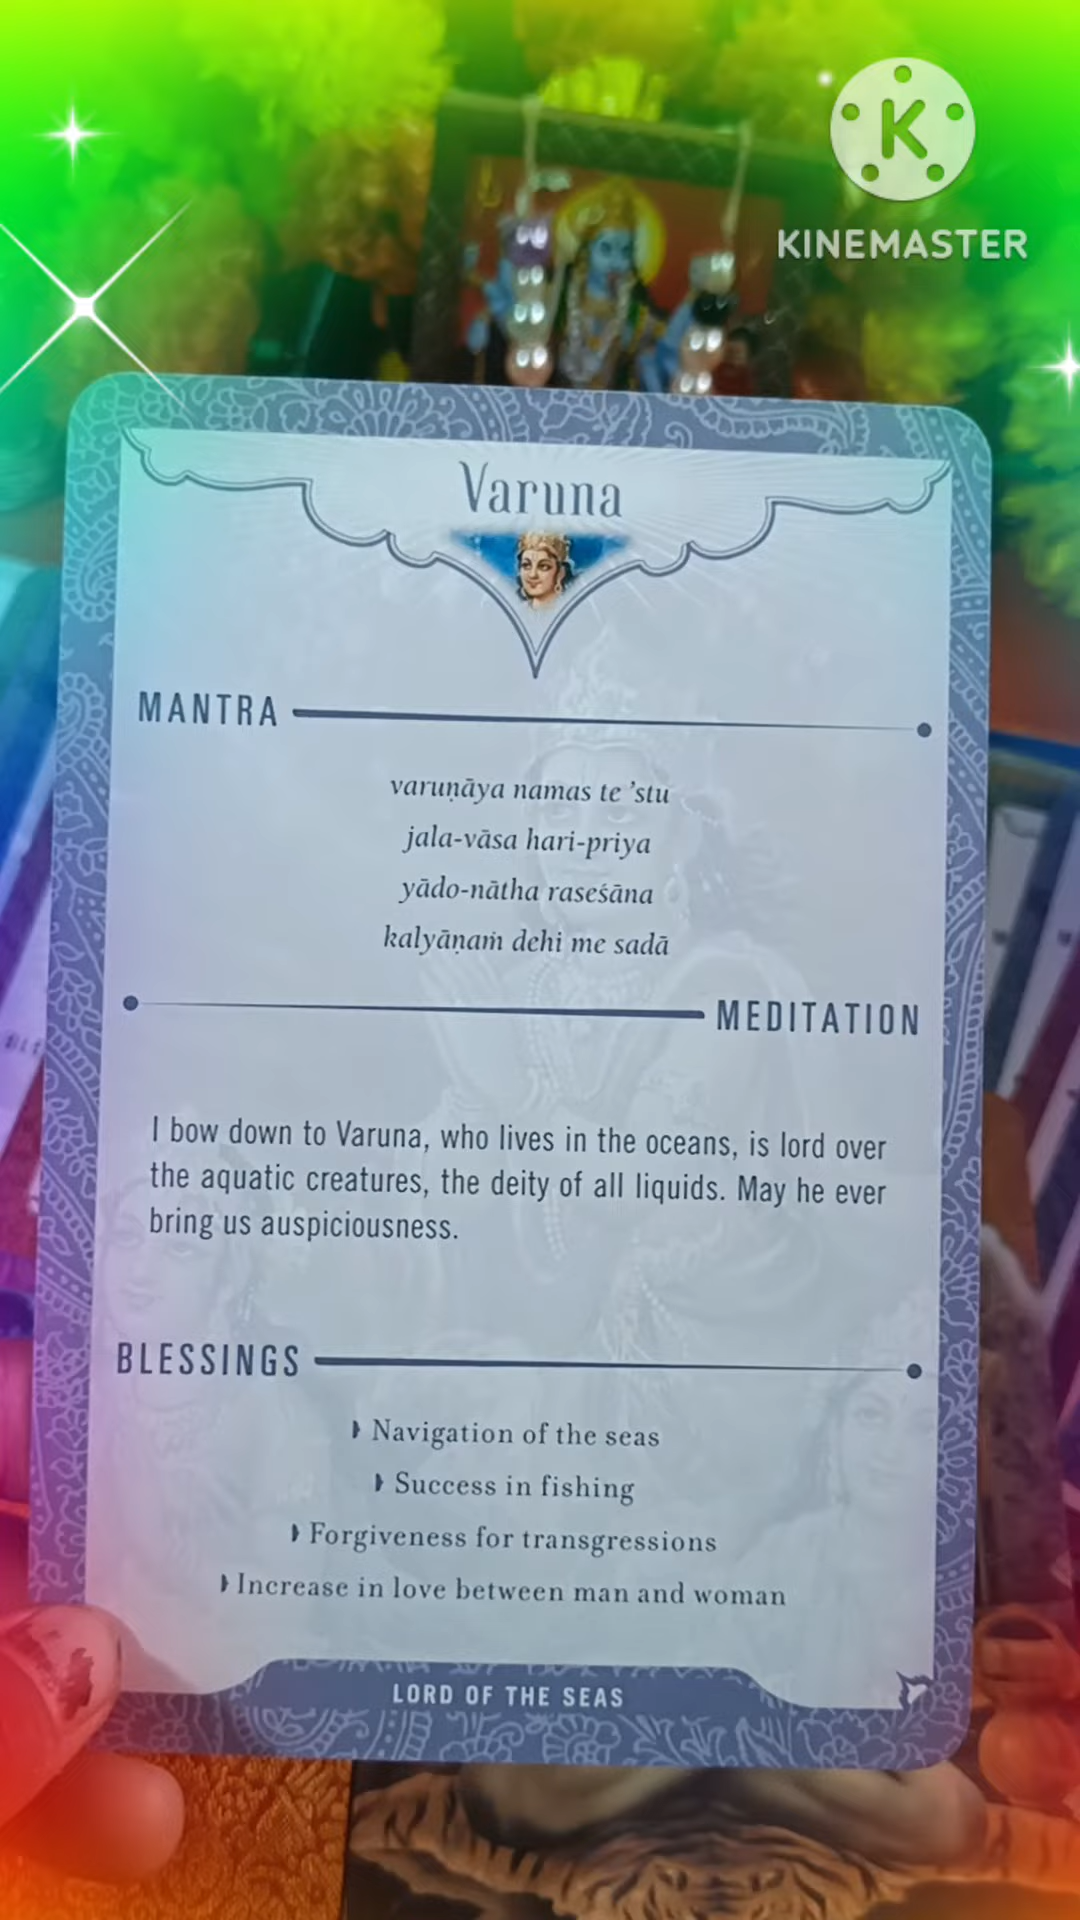 K
KINEMASTER
Varuna
MANTRA
varuṇāya namas te ’stu
jala-vāsa hari-priya
yādo-nātha raseśāna
kalyāṇaṁ dehi me sadā
MEDITATION
I bow down to Varuna, who lives in the oceans, is lord over
the aquatic creatures, the deity of all liquids. May he ever
bring us auspiciousness.
BLESSINGS
Navigation of the seas
Success in fishing
Forgiveness for transgressions
Increase in love between man and woman
LORD OF THE SEAS